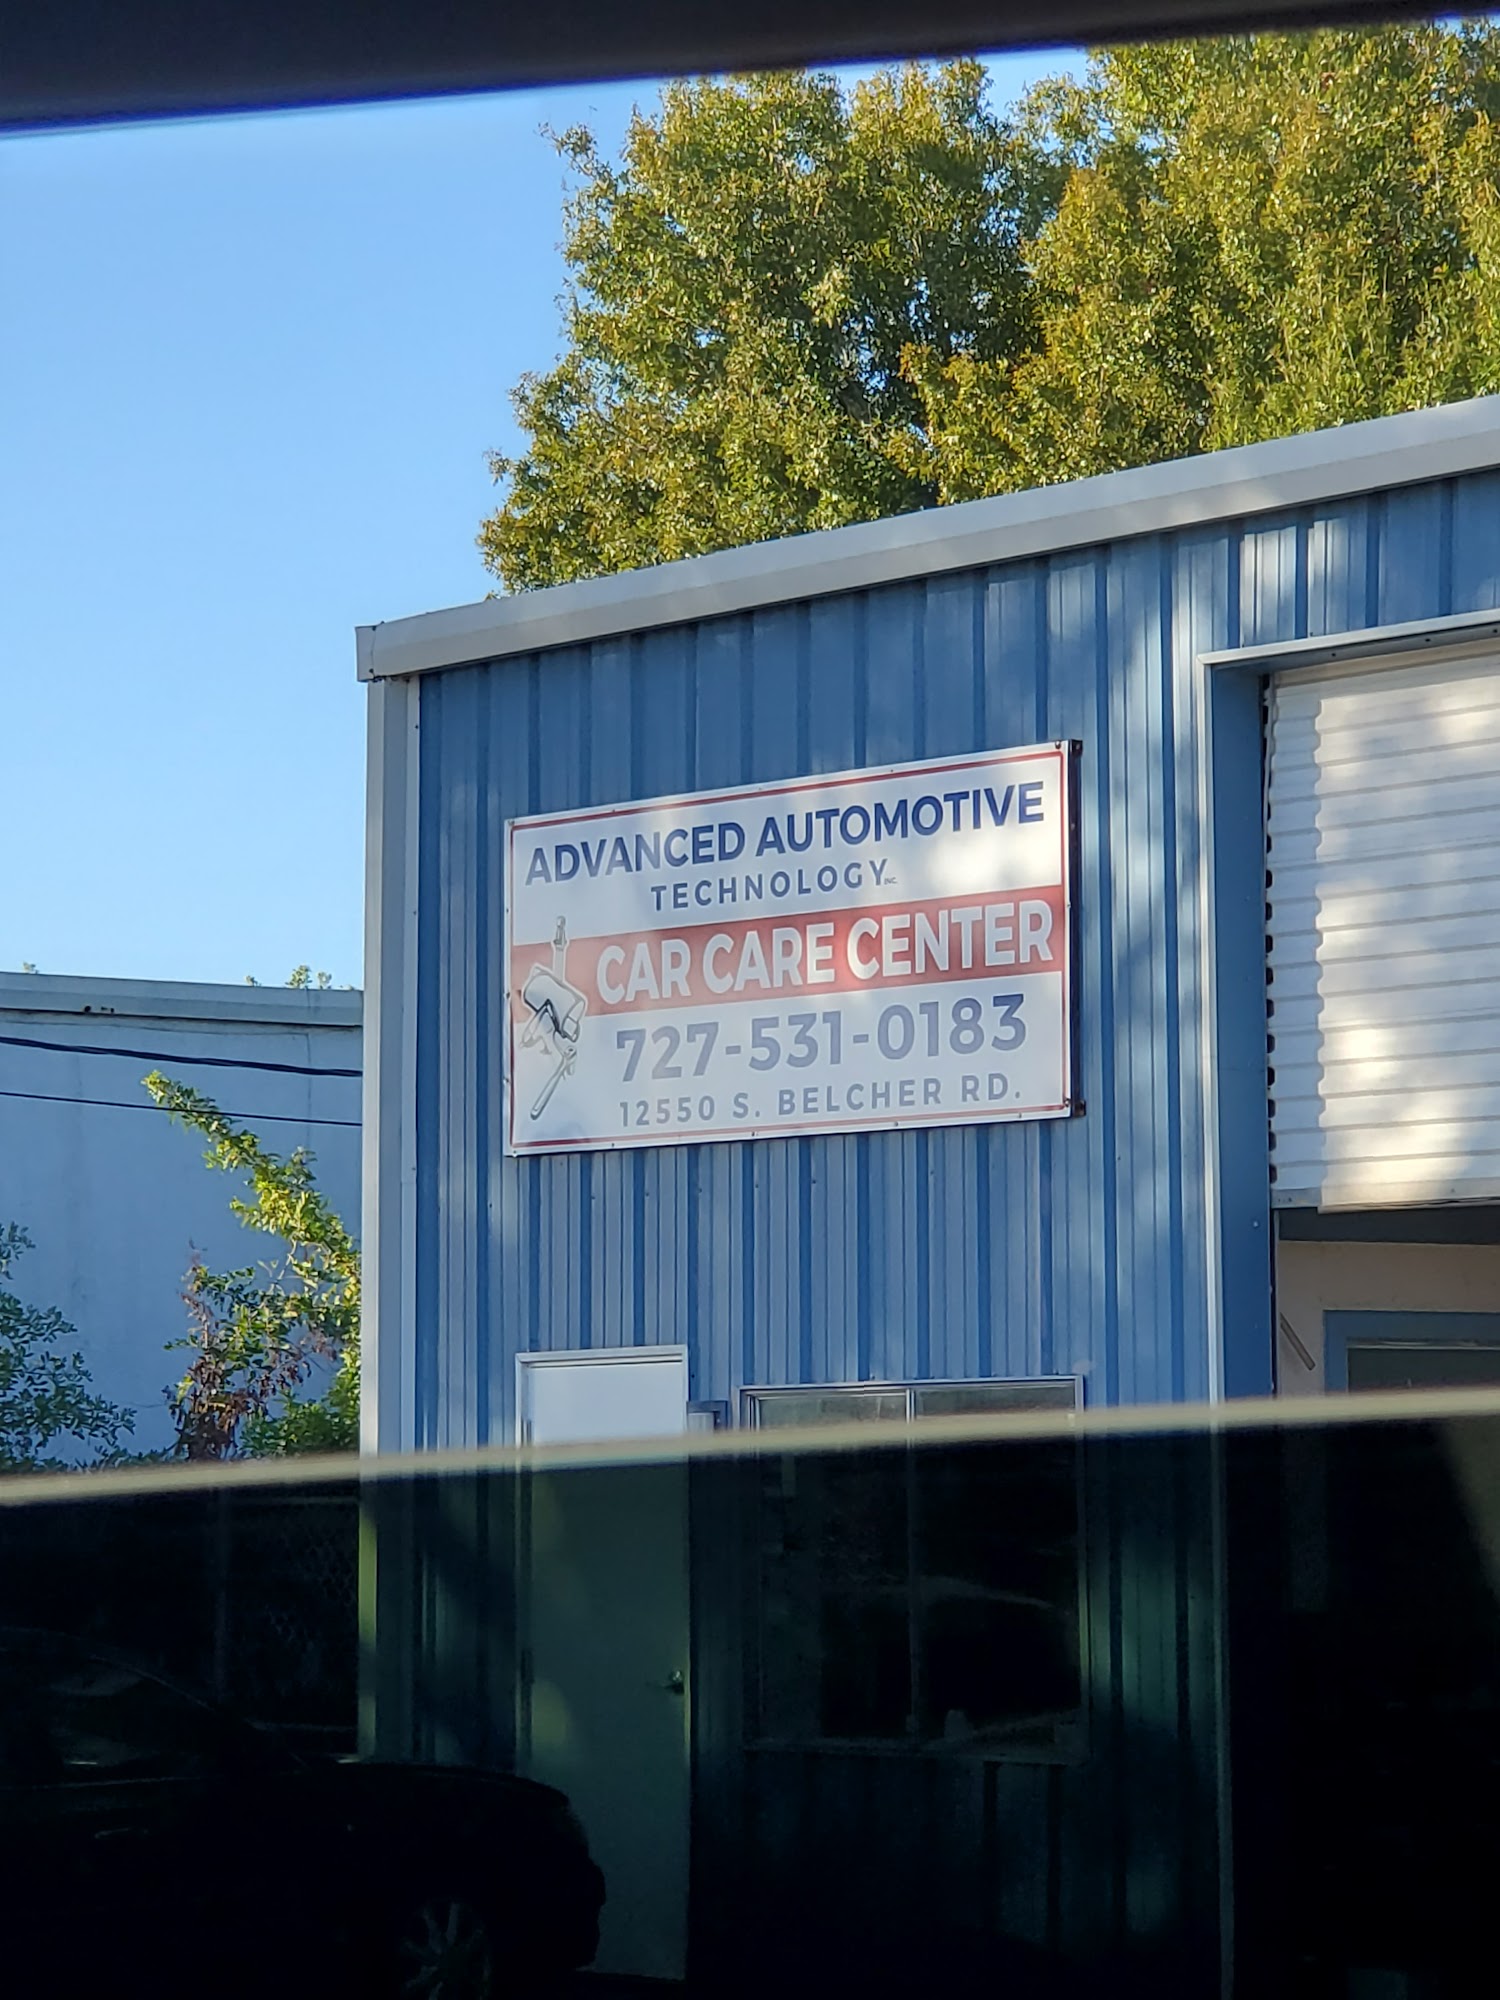 ADVANCED AUTOMOTIVE
TECHNOLOGY INC.
CAR CARE CENTER
727-531-0183
12550 S. BELCHER RD.